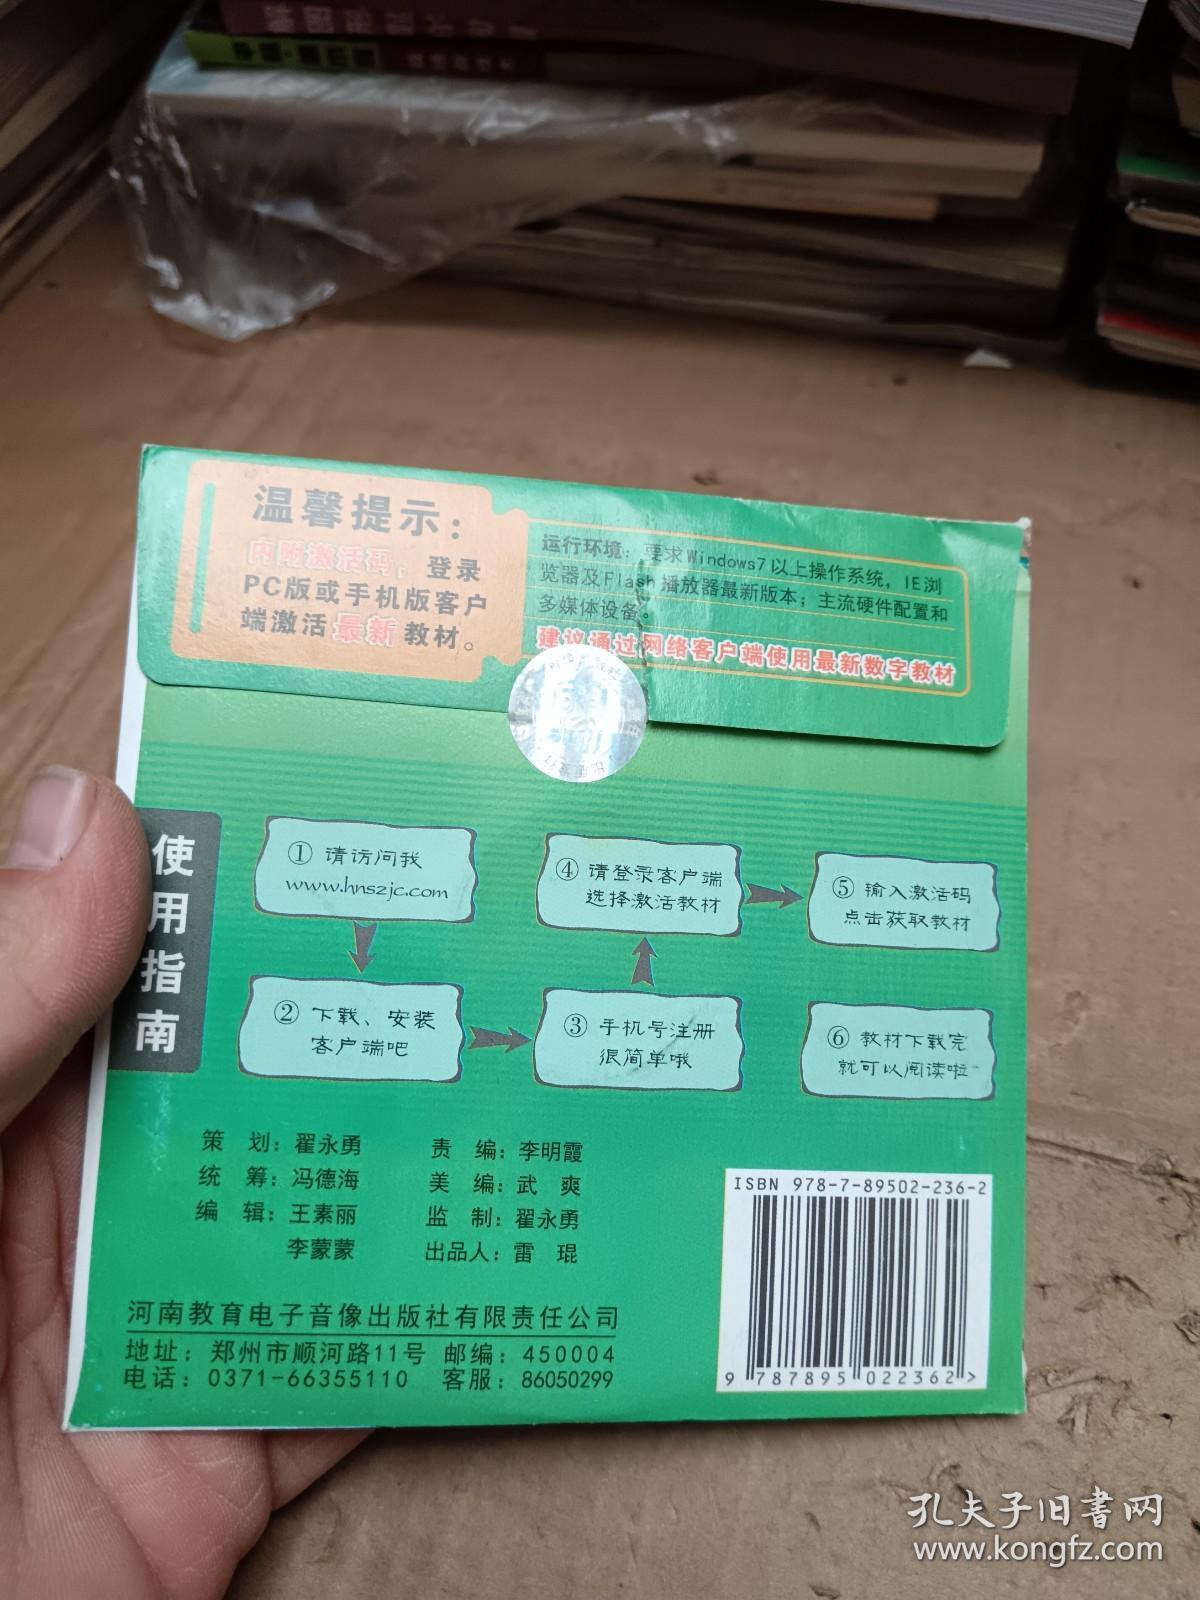 温馨提示：
内附激活码，登录
PC版或手机版客户
端激活最新教材。
运行环境：要求Windows7以上操作系统，IE浏
览器及Flash播放器最新版本；主流硬件配置和
多媒体设备。
建议通过网络客户端使用最新数字教材
使用指南
① 请访问我
www.hnszjc.com
② 下载、安装
客户端吧
③ 手机号注册
很简单哦
④ 请登录客户端
选择激活教材
⑤ 输入激活码
点击获取教材
⑥ 教材下载完
就可以阅读啦
策　划：翟永勇
统　筹：冯德海
编　辑：王素丽
李蒙蒙
责　编：李明霞
美　编：武　爽
监　制：翟永勇
出品人：雷　琨
河南教育电子音像出版社有限责任公司
地址：郑州市顺河路11号 邮编：450004
电话：0371-66355110 客服：86050299
ISBN 978-7-89502-236-2
9 787895 022362 >
孔夫子旧书网
www.kongfz.com